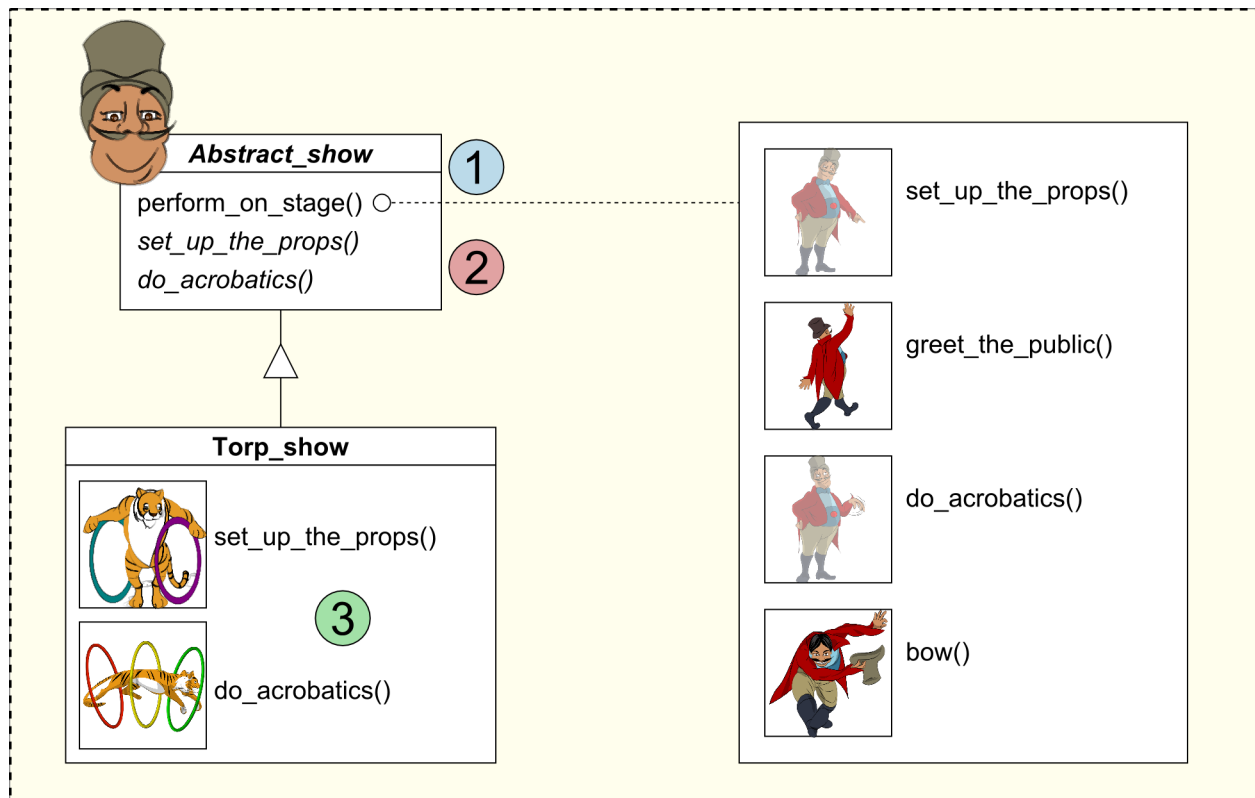 Abstract_show
1
perform_on_stage()
set_up_the_props()
2
do_acrobatics()
Torp_show
set_up_the_props()
3
do_acrobatics()
set_up_the_props()
greet_the_public()
do_acrobatics()
bow()